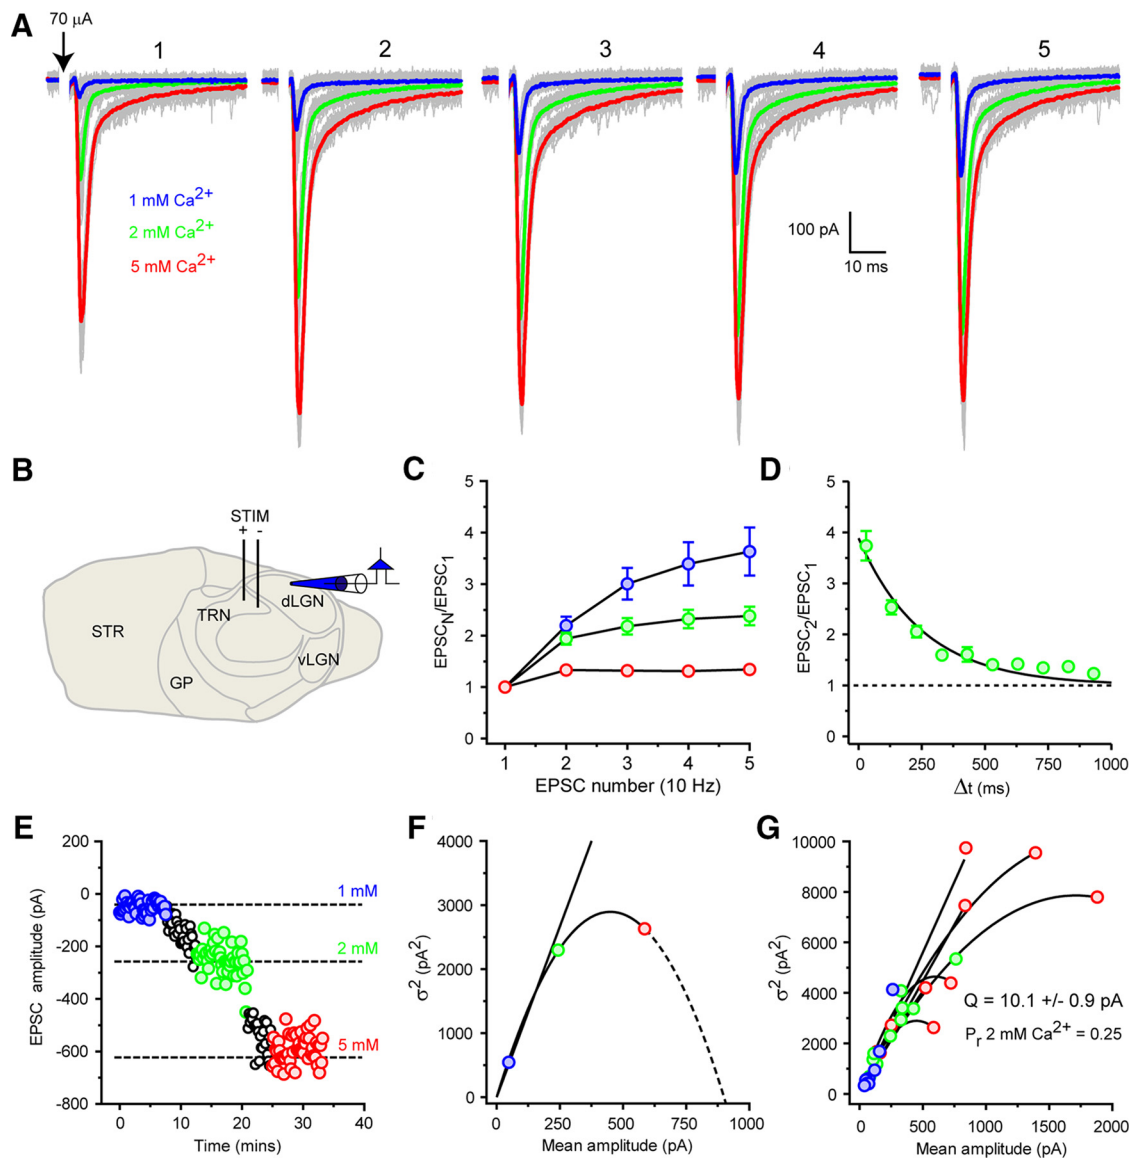 A
70 μA
1
2
3
4
5
1 mM Ca2+
2 mM Ca2+
5 mM Ca2+
100 pA
10 ms
B
STIM
+ -
dLGN
TRN
STR
vLGN
GP
C
EPSCN/EPSC1
5
4
3
2
1
0
1 2 3 4 5
EPSC number (10 Hz)
D
EPSC2/EPSC1
5
4
3
2
1
0
0 250 500 750 1000
Δt (ms)
E
EPSC amplitude (pA)
200
0
-200
-400
-600
-800
1 mM
2 mM
5 mM
0 10 20 30 40
Time (mins)
F
σ2 (pA2)
4000
3000
2000
1000
0
0 250 500 750 1000
Mean amplitude (pA)
G
σ2 (pA2)
10000
8000
6000
4000
2000
0
Q = 10.1 +/- 0.9 pA
Pr 2 mM Ca2+ = 0.25
0 500 1000 1500 2000
Mean amplitude (pA)